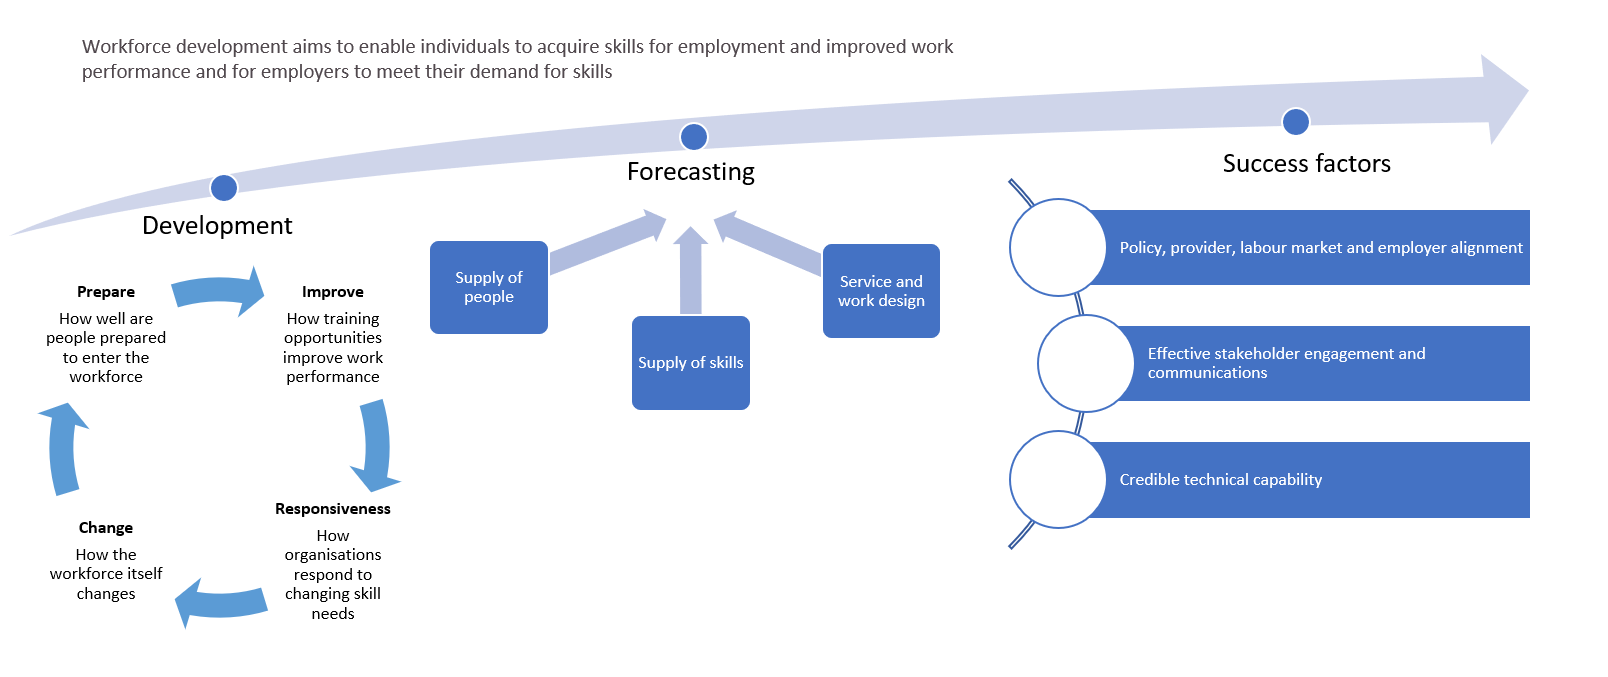 Workforce development aims to enable individuals to acquire skills for employment and improved work
performance and for employers to meet their demand for skills
Development
Prepare
How well are
people prepared
to enter the
workforce
Improve
How training
opportunities
improve work
performance
Responsiveness
How
organisations
respond to
changing skill
needs
Change
How the
workforce itself
changes
Forecasting
Supply of
people
Supply of skills
Service and
work design
Success factors
Policy, provider, labour market and employer alignment
Effective stakeholder engagement and
communications
Credible technical capability